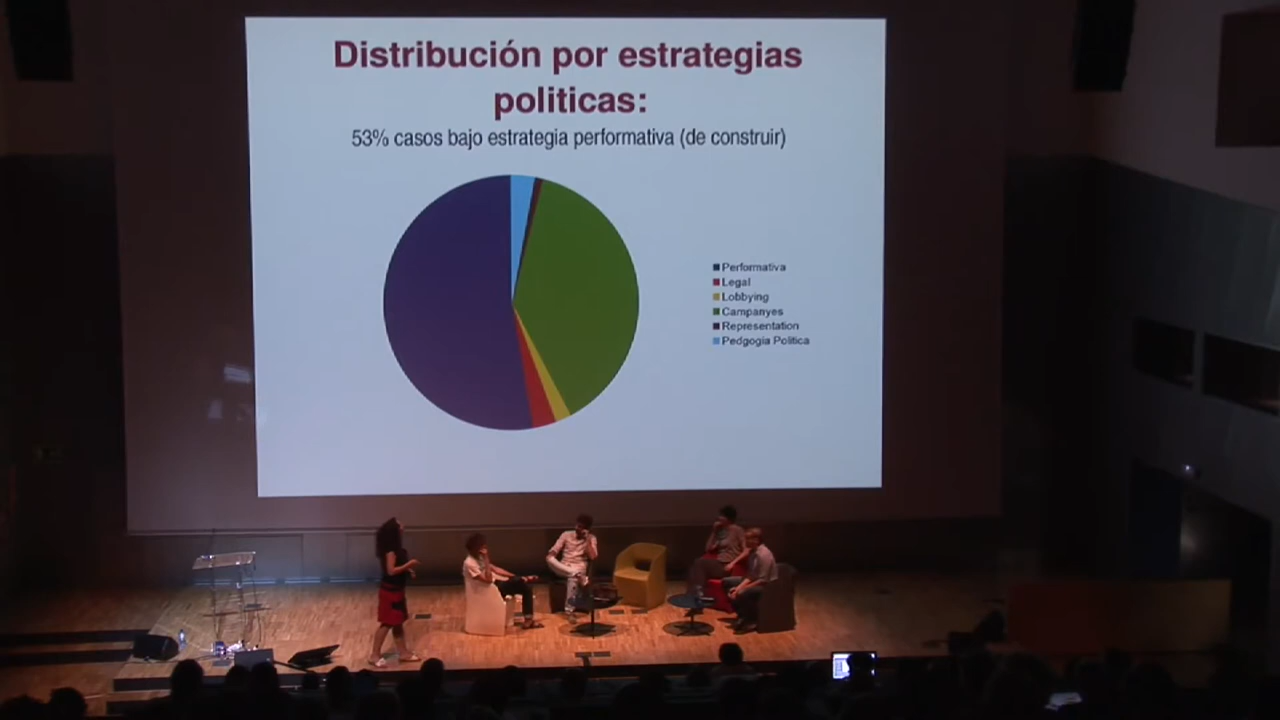 Distribución por estrategias
politicas:
53% casos bajo estrategia performativa (de construir)
Performativa
Legal
Lobbying
Campanyes
Representation
Pedgogia Politica